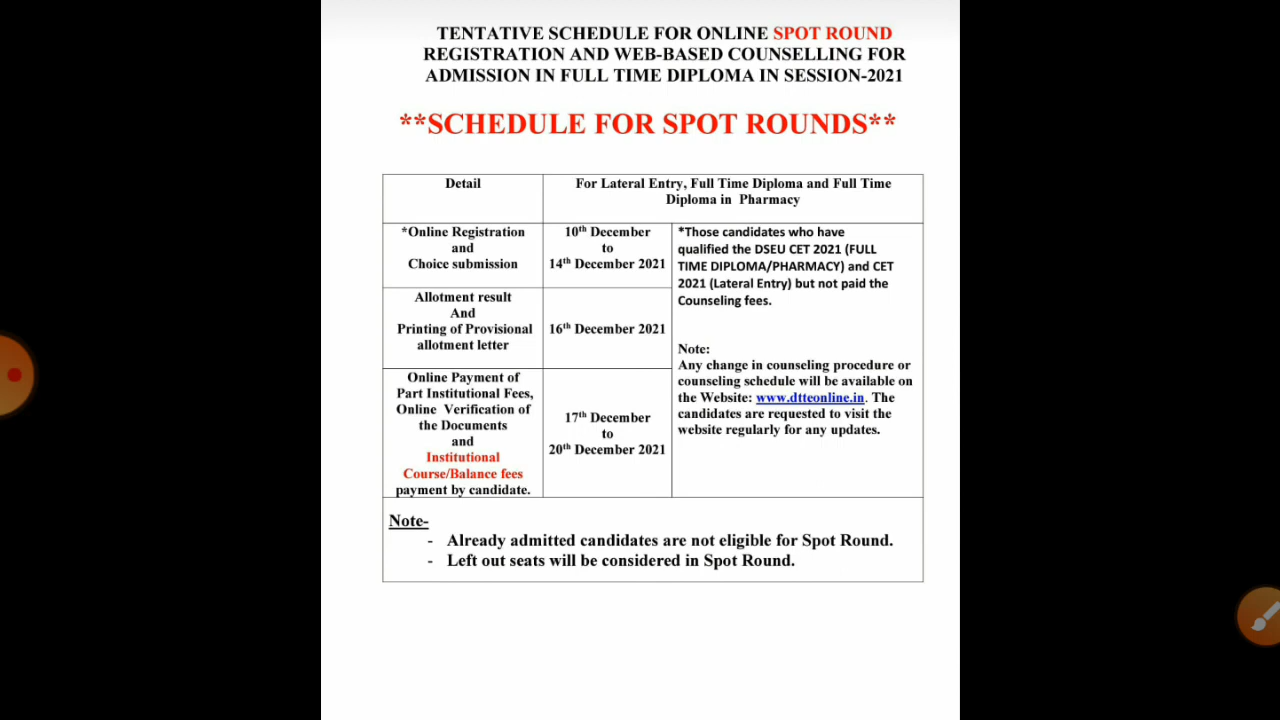 TENTATIVE SCHEDULE FOR ONLINE SPOT ROUND
REGISTRATION AND WEB-BASED COUNSELLING FOR
ADMISSION IN FULL TIME DIPLOMA IN SESSION-2021
**SCHEDULE FOR SPOT ROUNDS**
Detail
For Lateral Entry, Full Time Diploma and Full Time
Diploma in Pharmacy
*Online Registration
and
Choice submission
10th December
to
14th December 2021
*Those candidates who have
qualified the DSEU CET 2021 (FULL
TIME DIPLOMA/PHARMACY) and CET
2021 (Lateral Entry) but not paid the
Counseling fees.
Allotment result
And
Printing of Provisional
allotment letter
16th December 2021
Note:
Any change in counseling procedure or
counseling schedule will be available on
the Website: www.dtteonline.in. The
candidates are requested to visit the
website regularly for any updates.
Online Payment of
Part Institutional Fees,
Online Verification of
the Documents
and
Institutional
Course/Balance fees
payment by candidate.
17th December
to
20th December 2021
Note-
- Already admitted candidates are not eligible for Spot Round.
- Left out seats will be considered in Spot Round.